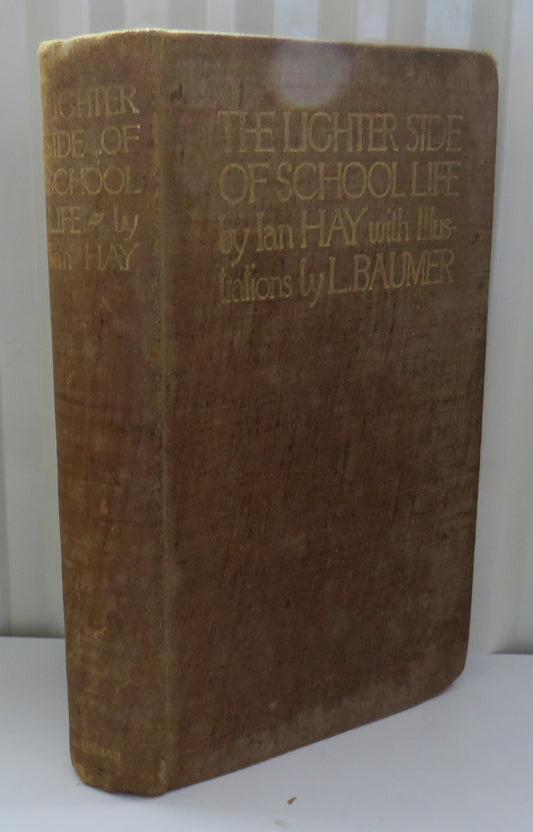 LIGHTER
SIDE OF
SCHOOL
LIFE ~ by
Ian HAY
THE LIGHTER SIDE
OF SCHOOL LIFE
by Ian HAY with Illus-
trations by L. BAUMER